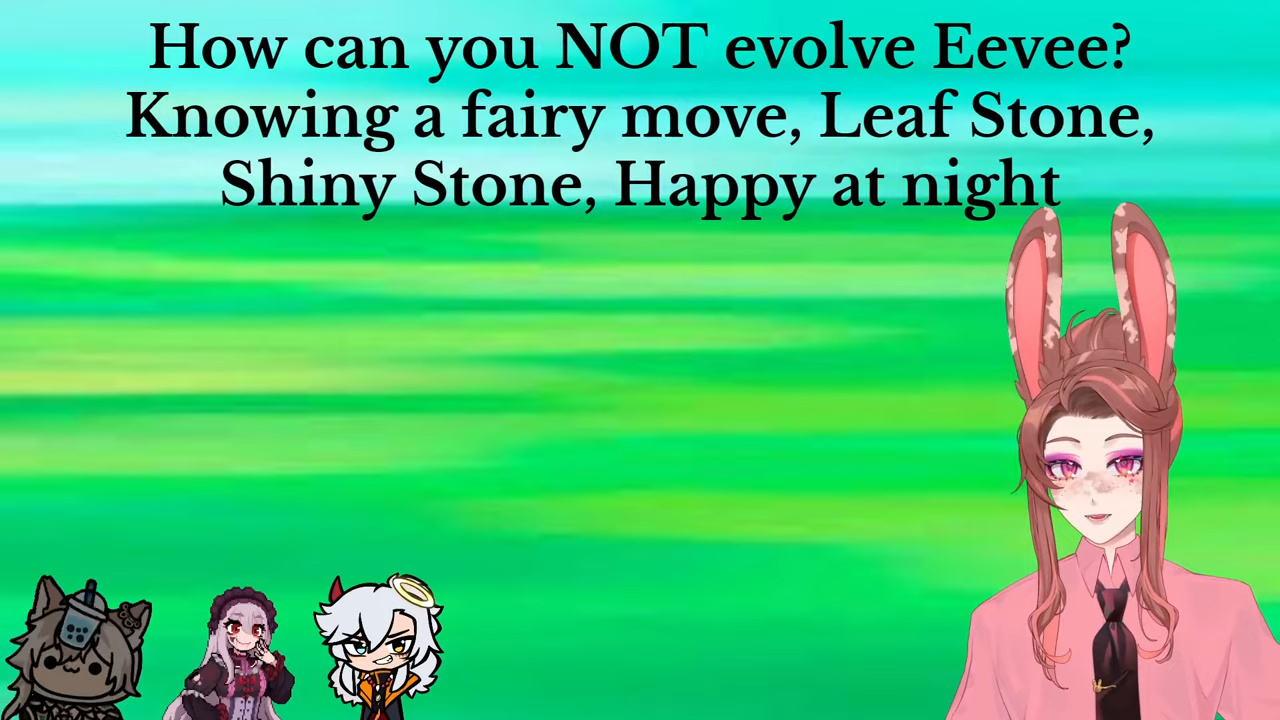 How can you NOT evolve Eevee?
Knowing a fairy move, Leaf Stone,
Shiny Stone, Happy at night